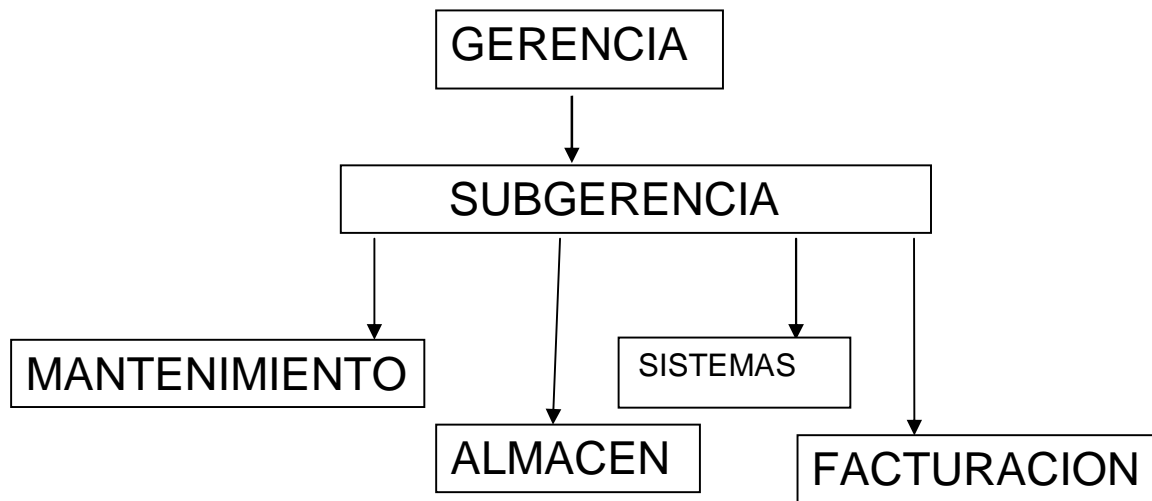 GERENCIA
SUBGERENCIA
MANTENIMIENTO
SISTEMAS
ALMACEN
FACTURACION